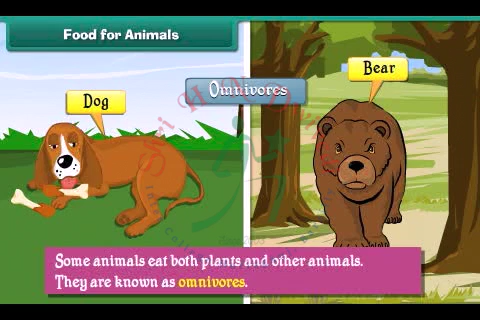 Food for Animals
Omnivores
Dog
Bear
Some animals eat both plants and other animals.
They are known as omnivores.